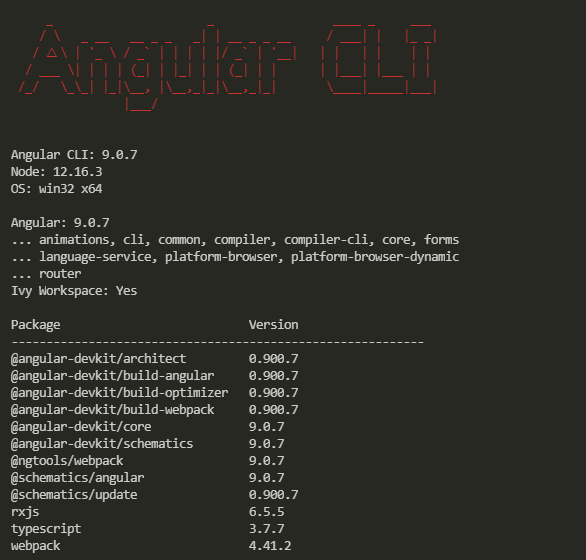 Angular CLI
Angular CLI: 9.0.7
Node: 12.16.3
OS: win32 x64
Angular: 9.0.7
... animations, cli, common, compiler, compiler-cli, core, forms
... language-service, platform-browser, platform-browser-dynamic
... router
Ivy Workspace: Yes
Package Version
-----------------------------------------------------------
@angular-devkit/architect 0.900.7
@angular-devkit/build-angular 0.900.7
@angular-devkit/build-optimizer 0.900.7
@angular-devkit/build-webpack 0.900.7
@angular-devkit/core 9.0.7
@angular-devkit/schematics 9.0.7
@ngtools/webpack 9.0.7
@schematics/angular 9.0.7
@schematics/update 0.900.7
rxjs 6.5.5
typescript 3.7.7
webpack 4.41.2